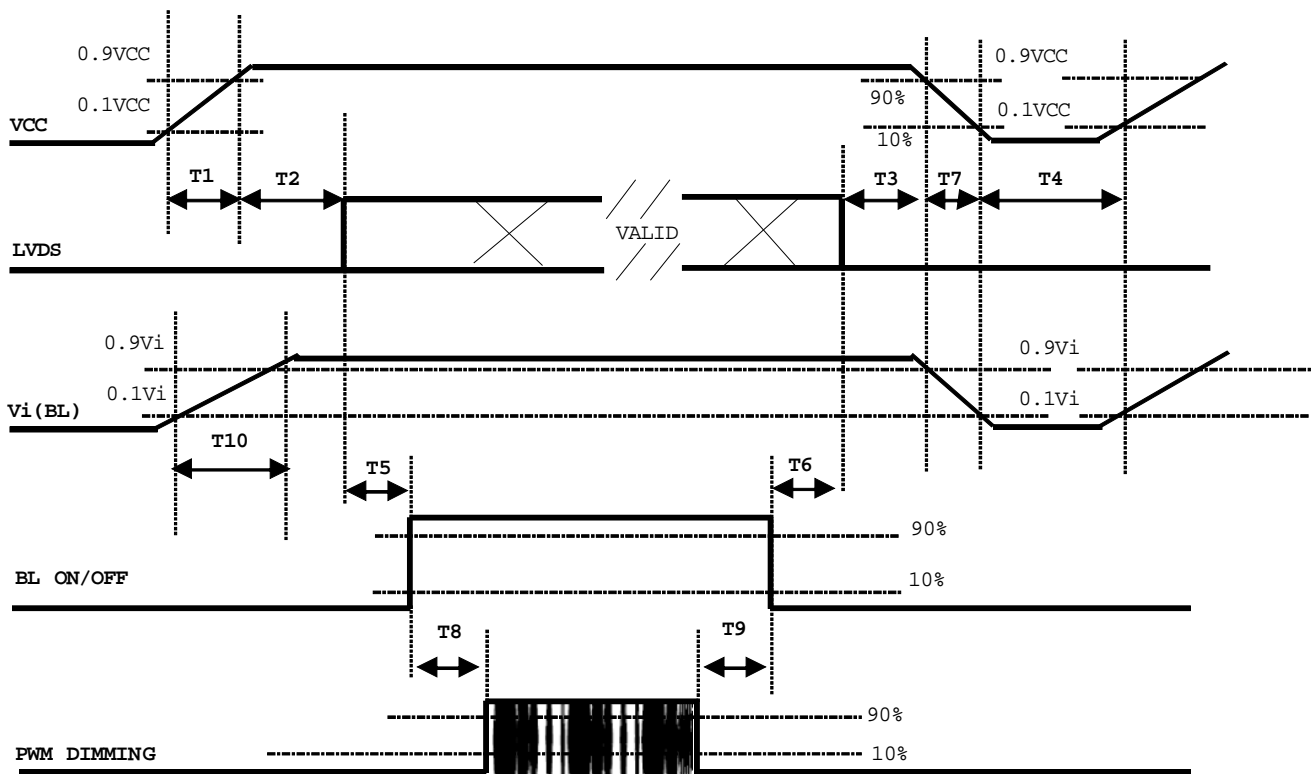 0.9VCC
0.9VCC
90%
0.1VCC
0.1VCC
VCC
10%
T1
T2
T3
T7
T4
VALID
LVDS
0.9Vi
0.9Vi
0.1Vi
0.1Vi
Vi(BL)
T10
T5
T6
90%
BL ON/OFF
10%
T8
T9
90%
PWM DIMMING
10%